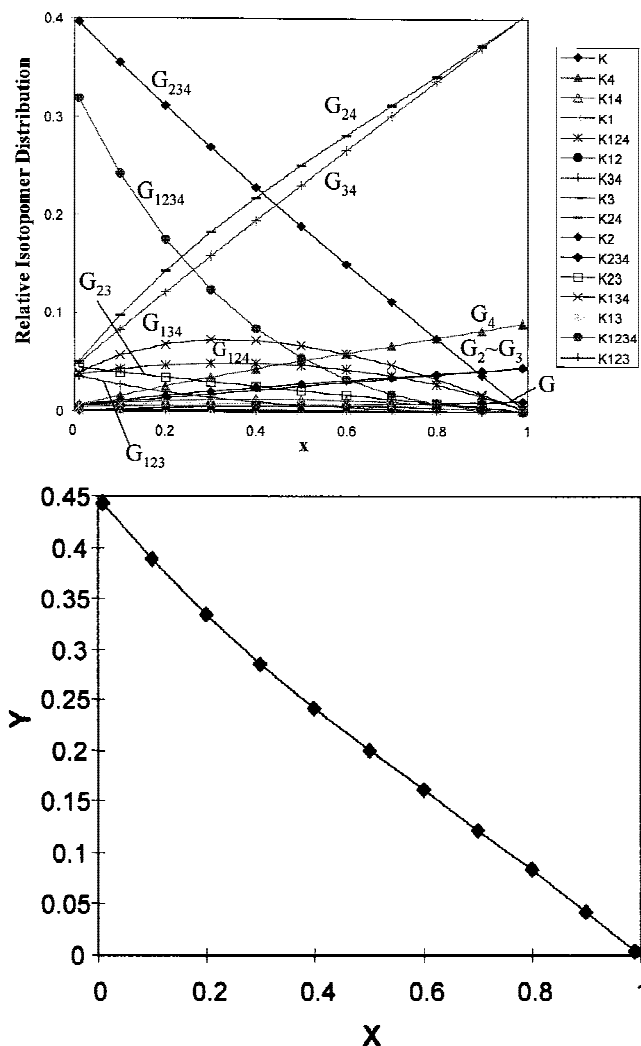 0.4
0.3
0.2
0.1
0
Relative Isotopomer Distribution
G234
G1234
G24
G34
G23
G134
G124
G4
G2~G3
G
G123
0
0.2
0.4
0.6
0.8
1
x
K
K4
K14
K1
K124
K12
K34
K3
K24
K2
K234
K23
K134
K13
K1234
K123
0.45
0.4
0.35
0.3
0.25
0.2
0.15
0.1
0.05
0
Y
0
0.2
0.4
0.6
0.8
1
X